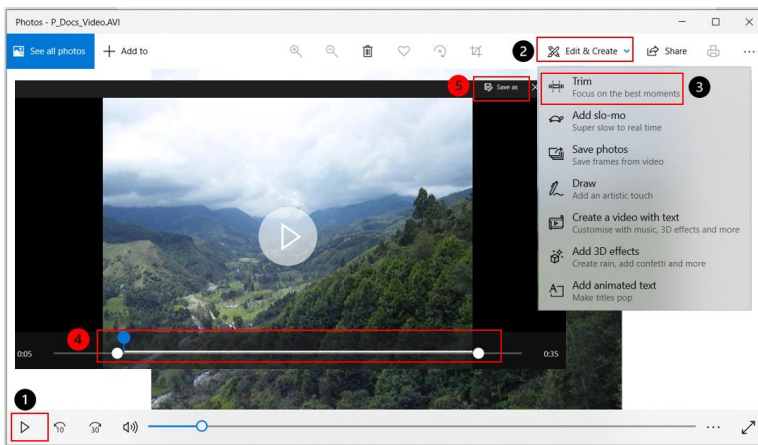 Photos - P_Docs_Video.AVI
See all photos
Add to
2
Edit & Create
Share
5
Save as
Trim
Focus on the best moments
3
Add slo-mo
Super slow to real time
Save photos
Save frames from video
Draw
Add an artistic touch
Create a video with text
Customise with music, 3D effects and more
Add 3D effects
Create rain, add confetti and more
A
Add animated text
Make titles pop
4
0:05
0:35
1
10
30